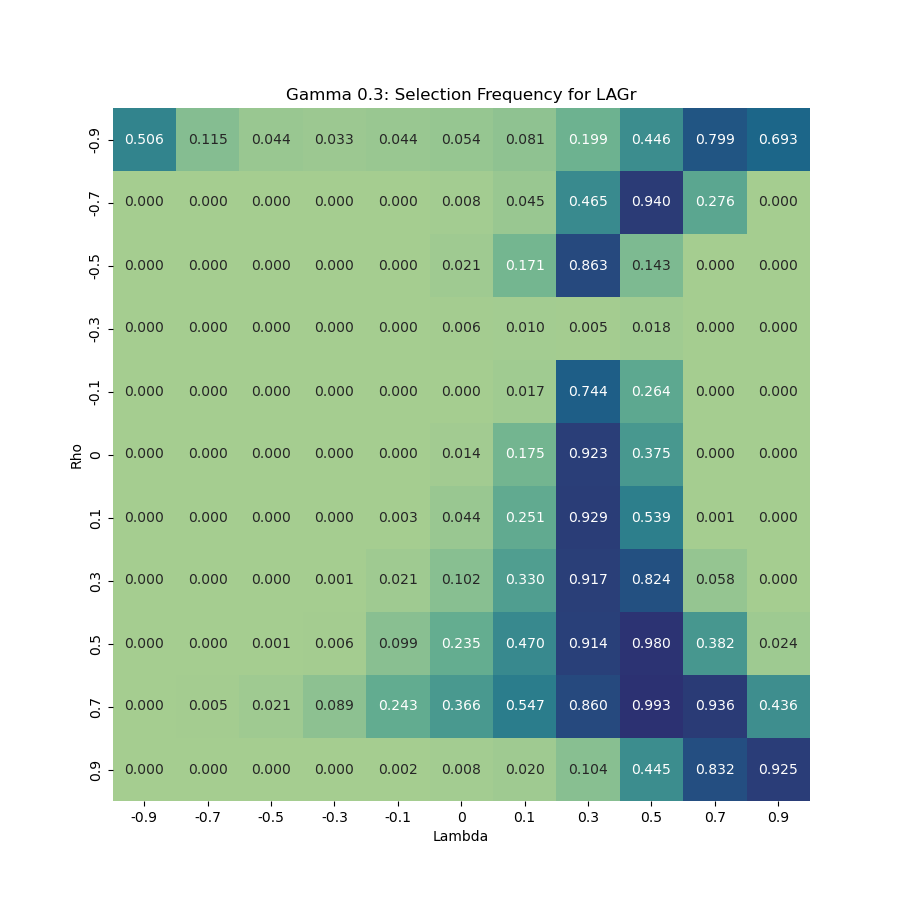 Gamma 0.3: Selection Frequency for LAGr
-0.9 0.506 0.115 0.044 0.033 0.044 0.054 0.081 0.199 0.446 0.799 0.693
-0.7 0.000 0.000 0.000 0.000 0.000 0.008 0.045 0.465 0.940 0.276 0.000
-0.5 0.000 0.000 0.000 0.000 0.000 0.021 0.171 0.863 0.143 0.000 0.000
-0.3 0.000 0.000 0.000 0.000 0.000 0.006 0.010 0.005 0.018 0.000 0.000
-0.1 0.000 0.000 0.000 0.000 0.000 0.000 0.017 0.744 0.264 0.000 0.000
Rho
0 0.000 0.000 0.000 0.000 0.000 0.014 0.175 0.923 0.375 0.000 0.000
0.1 0.000 0.000 0.000 0.000 0.003 0.044 0.251 0.929 0.539 0.001 0.000
0.3 0.000 0.000 0.000 0.001 0.021 0.102 0.330 0.917 0.824 0.058 0.000
0.5 0.000 0.000 0.001 0.006 0.099 0.235 0.470 0.914 0.980 0.382 0.024
0.7 0.000 0.005 0.021 0.089 0.243 0.366 0.547 0.860 0.993 0.936 0.436
0.9 0.000 0.000 0.000 0.000 0.002 0.008 0.020 0.104 0.445 0.832 0.925
-0.9 -0.7 -0.5 -0.3 -0.1 0 0.1 0.3 0.5 0.7 0.9
Lambda